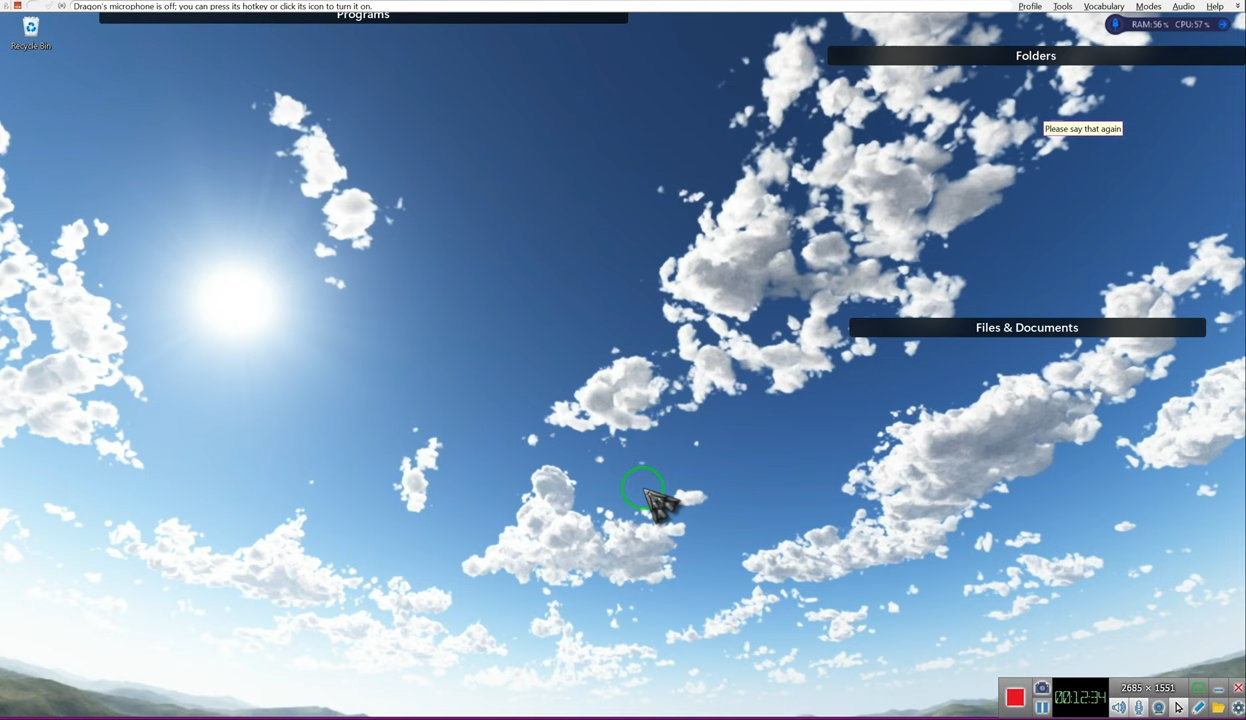 Dragon's microphone is off; you can press its hotkey or click its icon to turn it on.
Profile Tools Vocabulary Modes Audio Help
Programs
RAM:56 % CPU:57 %
Recycle Bin
Folders
Please say that again
Files & Documents
2685 × 1551
00:12:34